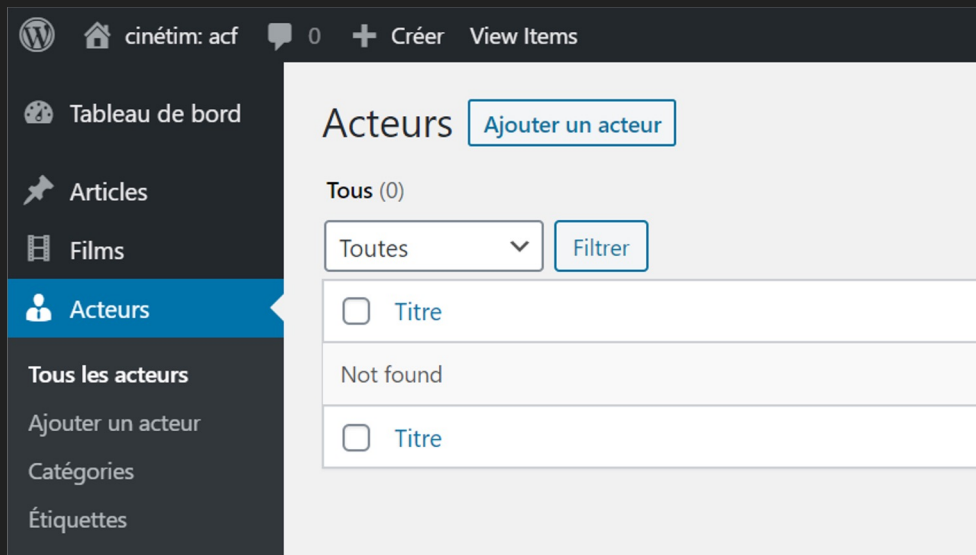 cinétim: acf 0 Créer View Items
Tableau de bord
Articles
Films
Acteurs
Tous les acteurs
Ajouter un acteur
Catégories
Étiquettes
Acteurs Ajouter un acteur
Tous (0)
Toutes Filtrer
Titre
Not found
Titre